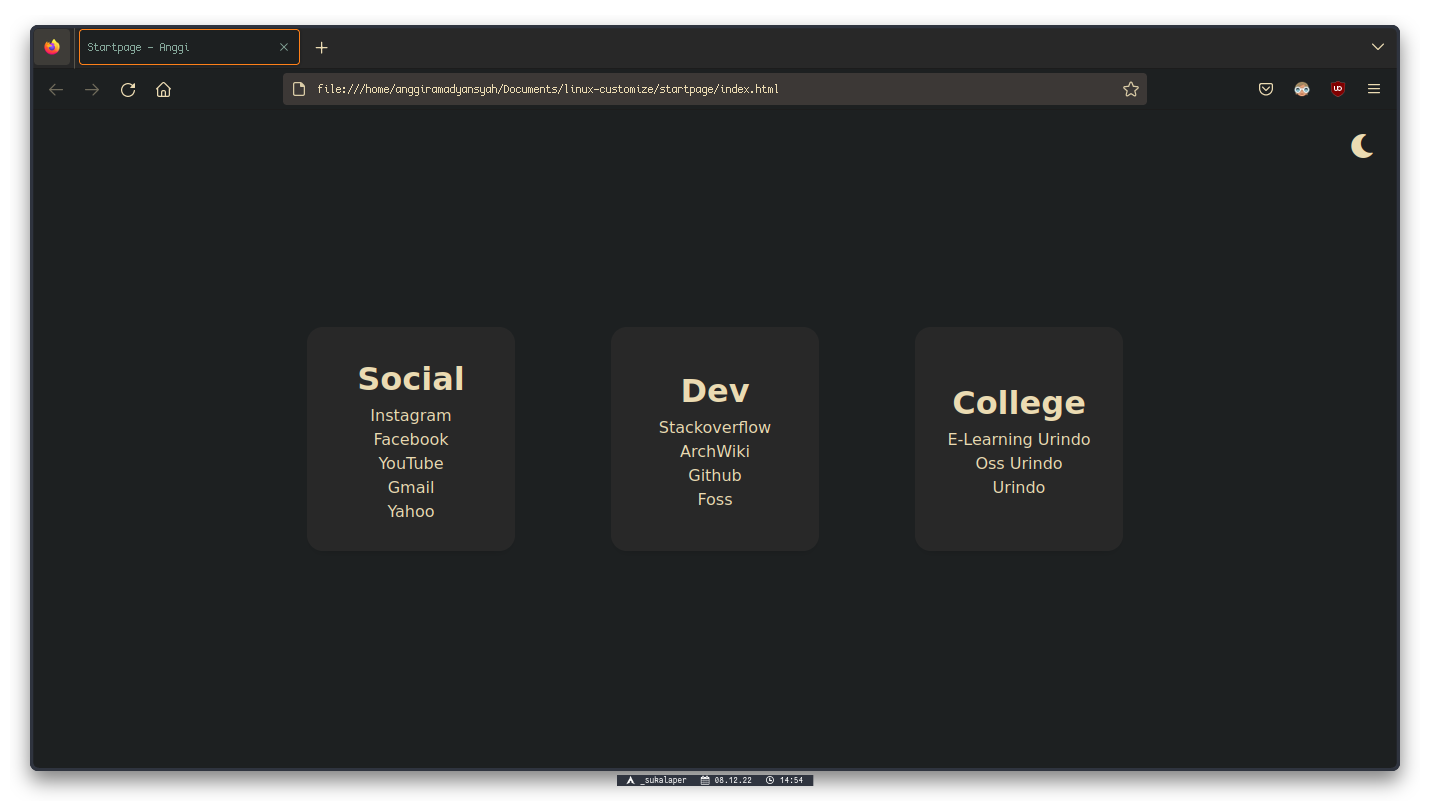 Startpage - Anggi
file:///home/anggiramadyansyah/Documents/linux-customize/startpage/index.html
Social
Instagram
Facebook
YouTube
Gmail
Yahoo
Dev
Stackoverflow
ArchWiki
Github
Foss
College
E-Learning Urindo
Oss Urindo
Urindo
_sukalaper 08.12.22 14:54